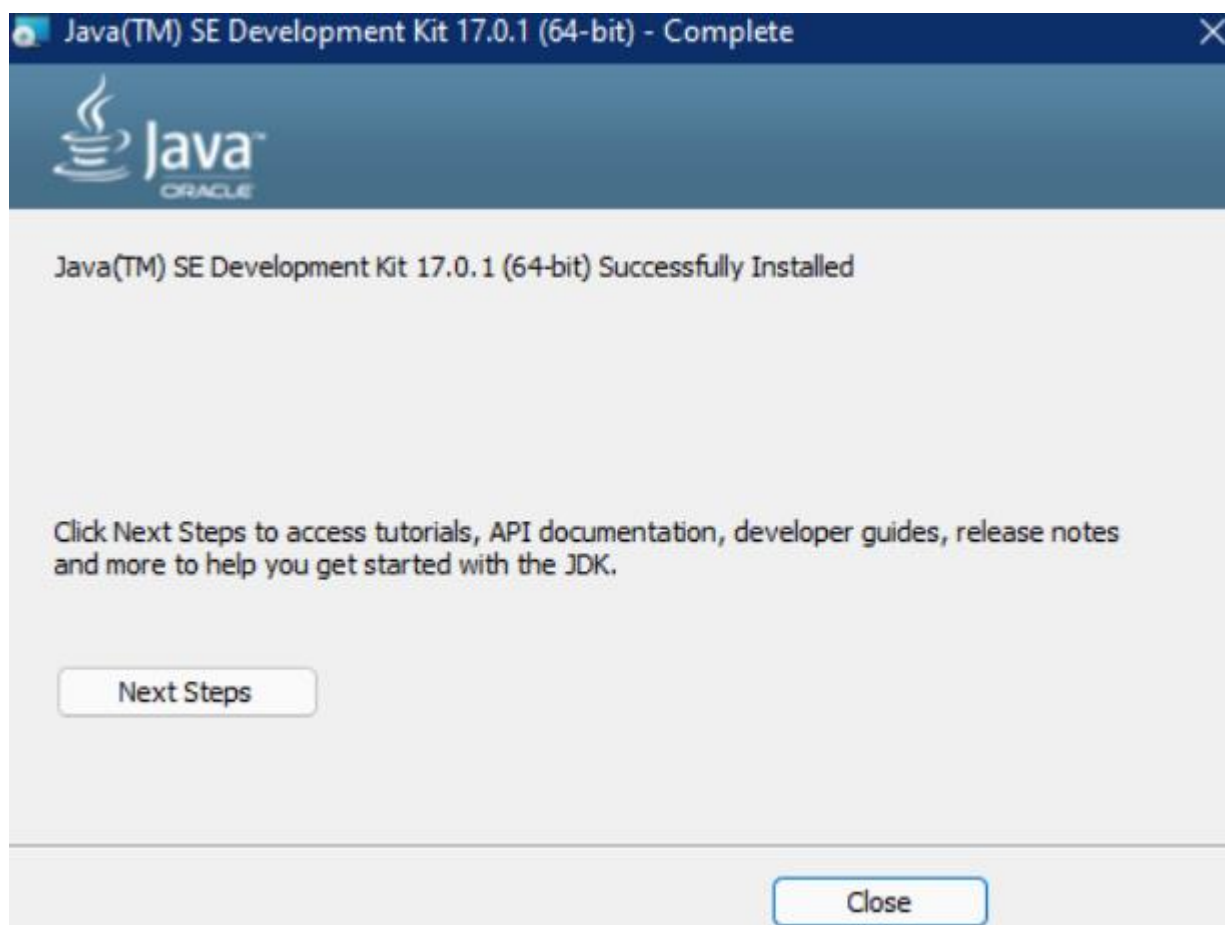 Java(TM) SE Development Kit 17.0.1 (64-bit) - Complete
Java™
ORACLE
Java(TM) SE Development Kit 17.0.1 (64-bit) Successfully Installed
Click Next Steps to access tutorials, API documentation, developer guides, release notes
and more to help you get started with the JDK.
Next Steps
Close